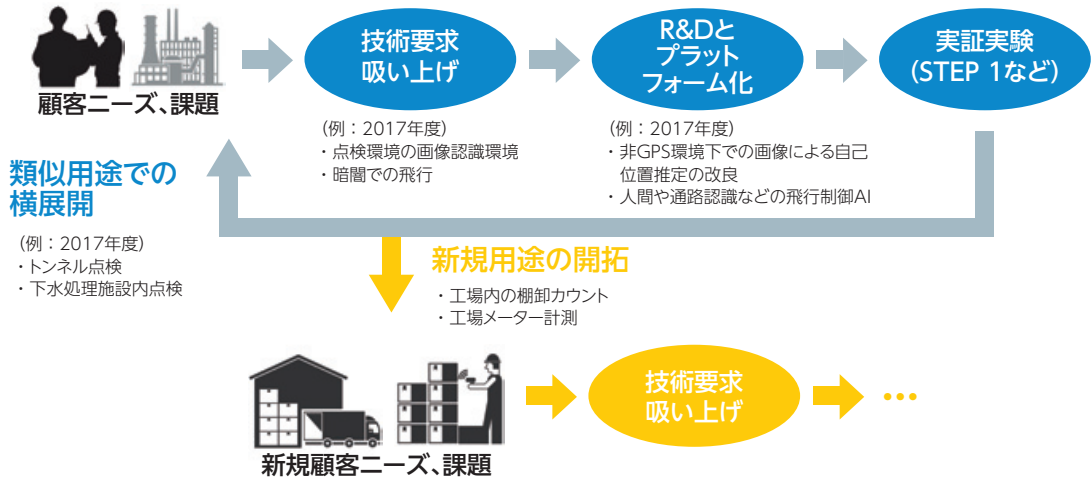 顧客ニーズ、課題
技術要求
吸い上げ
R&Dと
プラット
フォーム化
実証実験
(STEP 1など)
(例：2017年度)
・点検環境の画像認識環境
・暗闇での飛行
(例：2017年度)
・非GPS環境下での画像による自己
位置推定の改良
・人間や通路認識などの飛行制御AI
類似用途での
横展開
(例：2017年度)
・トンネル点検
・下水処理施設内点検
新規用途の開拓
・工場内の棚卸カウント
・工場メーター計測
新規顧客ニーズ、課題
技術要求
吸い上げ
…